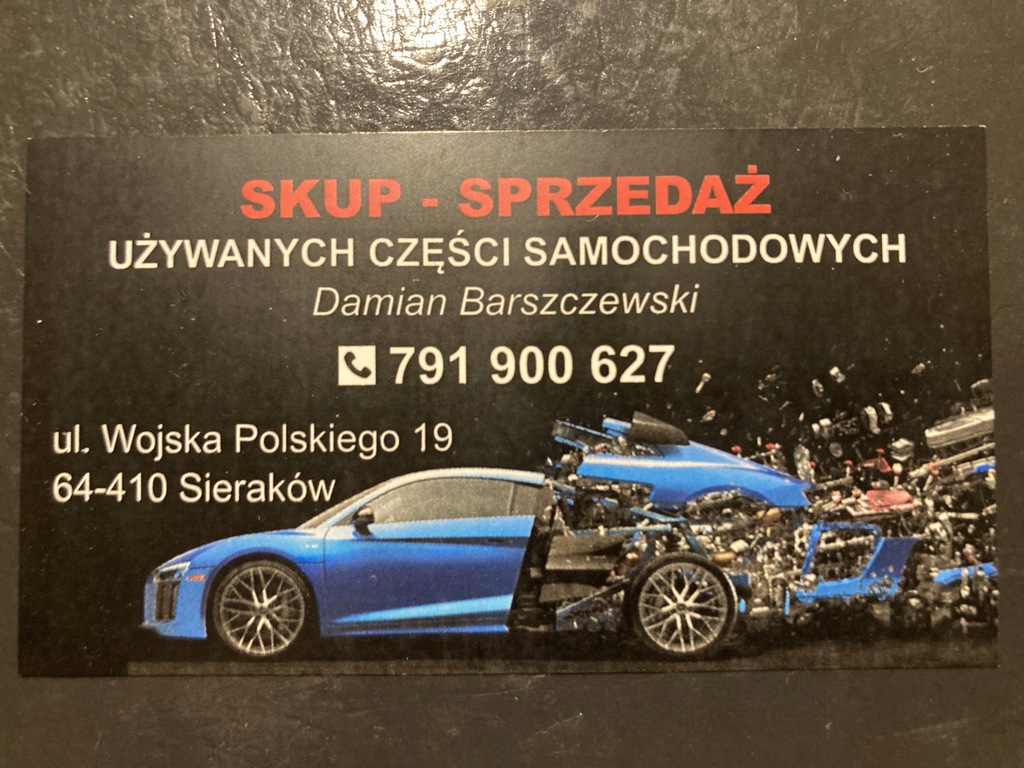 SKUP - SPRZEDAŻ
UŻYWANYCH CZĘŚCI SAMOCHODOWYCH
Damian Barszczewski
791 900 627
ul. Wojska Polskiego 19
64-410 Sieraków